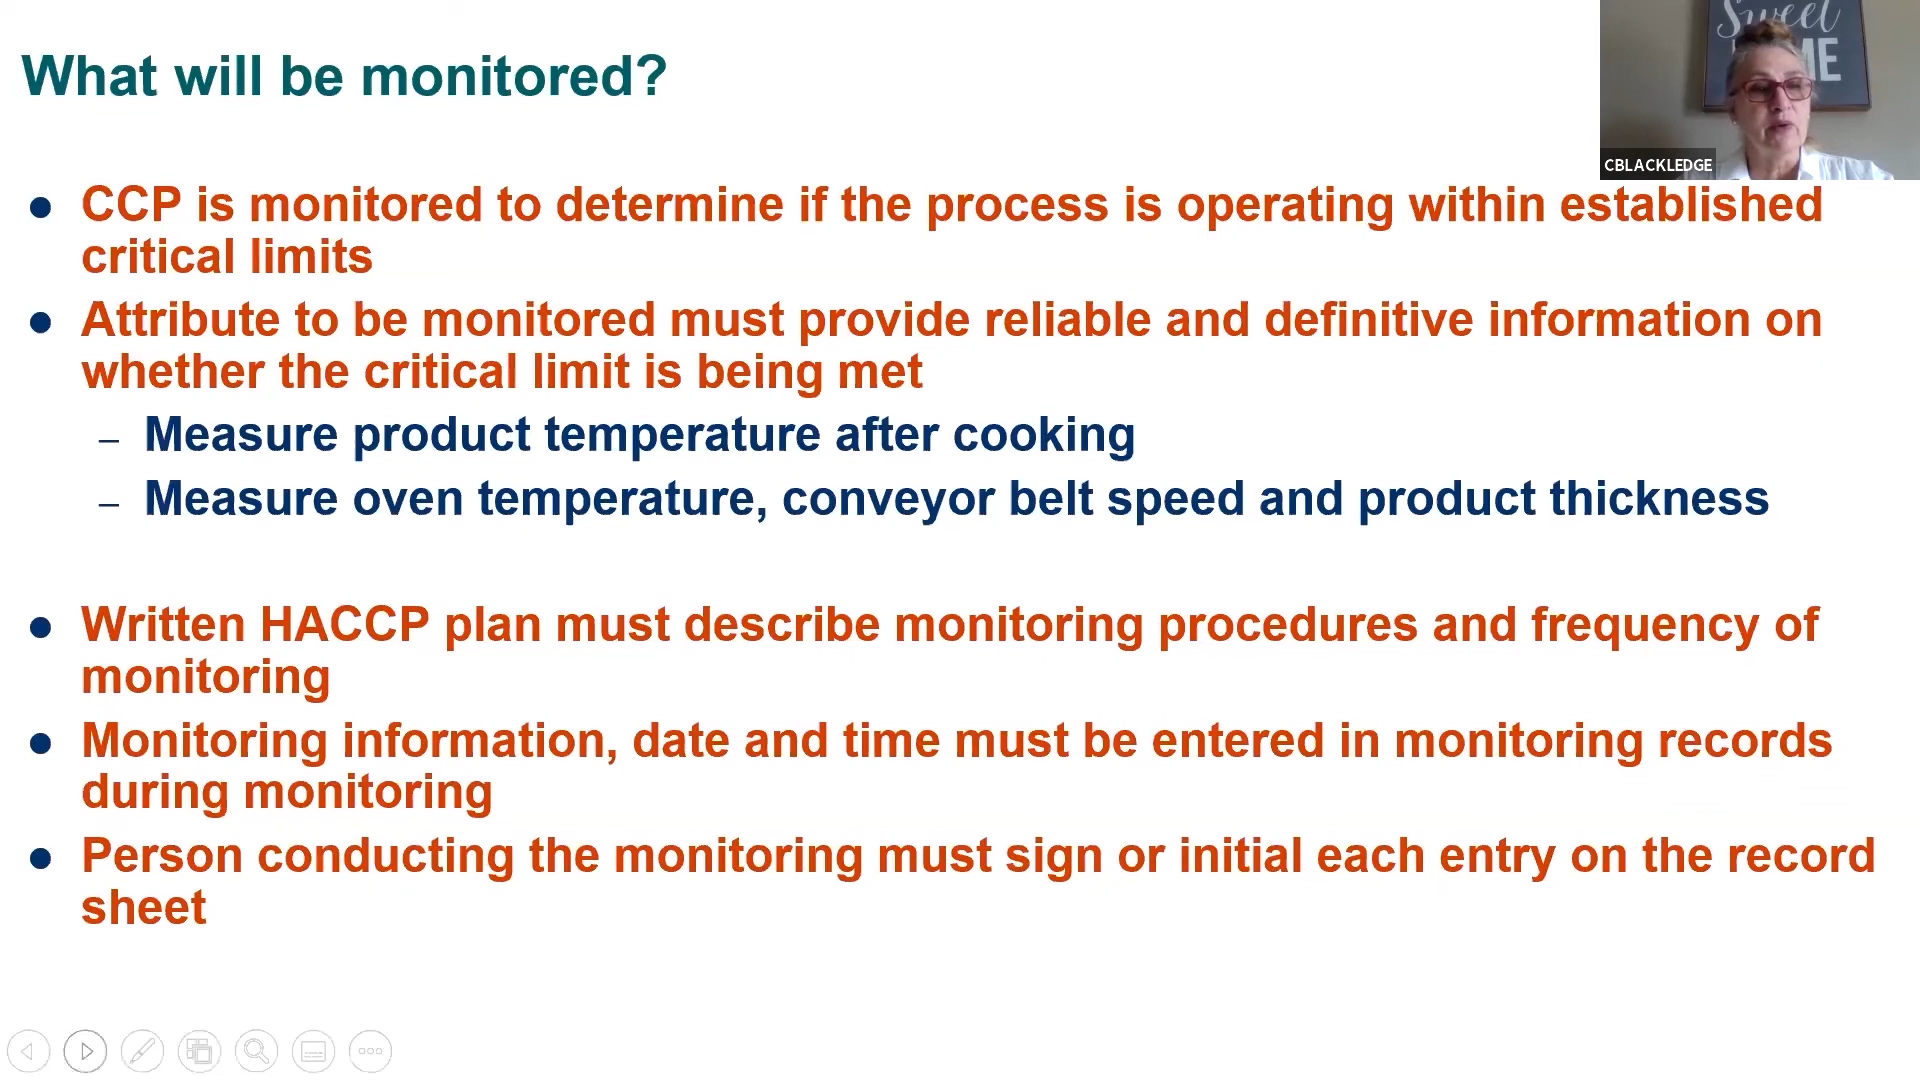 What will be monitored?
Sweet
ME
CBLACKLEDGE
● CCP is monitored to determine if the process is operating within established
critical limits
● Attribute to be monitored must provide reliable and definitive information on
whether the critical limit is being met
– Measure product temperature after cooking
– Measure oven temperature, conveyor belt speed and product thickness
● Written HACCP plan must describe monitoring procedures and frequency of
monitoring
● Monitoring information, date and time must be entered in monitoring records
during monitoring
● Person conducting the monitoring must sign or initial each entry on the record
sheet